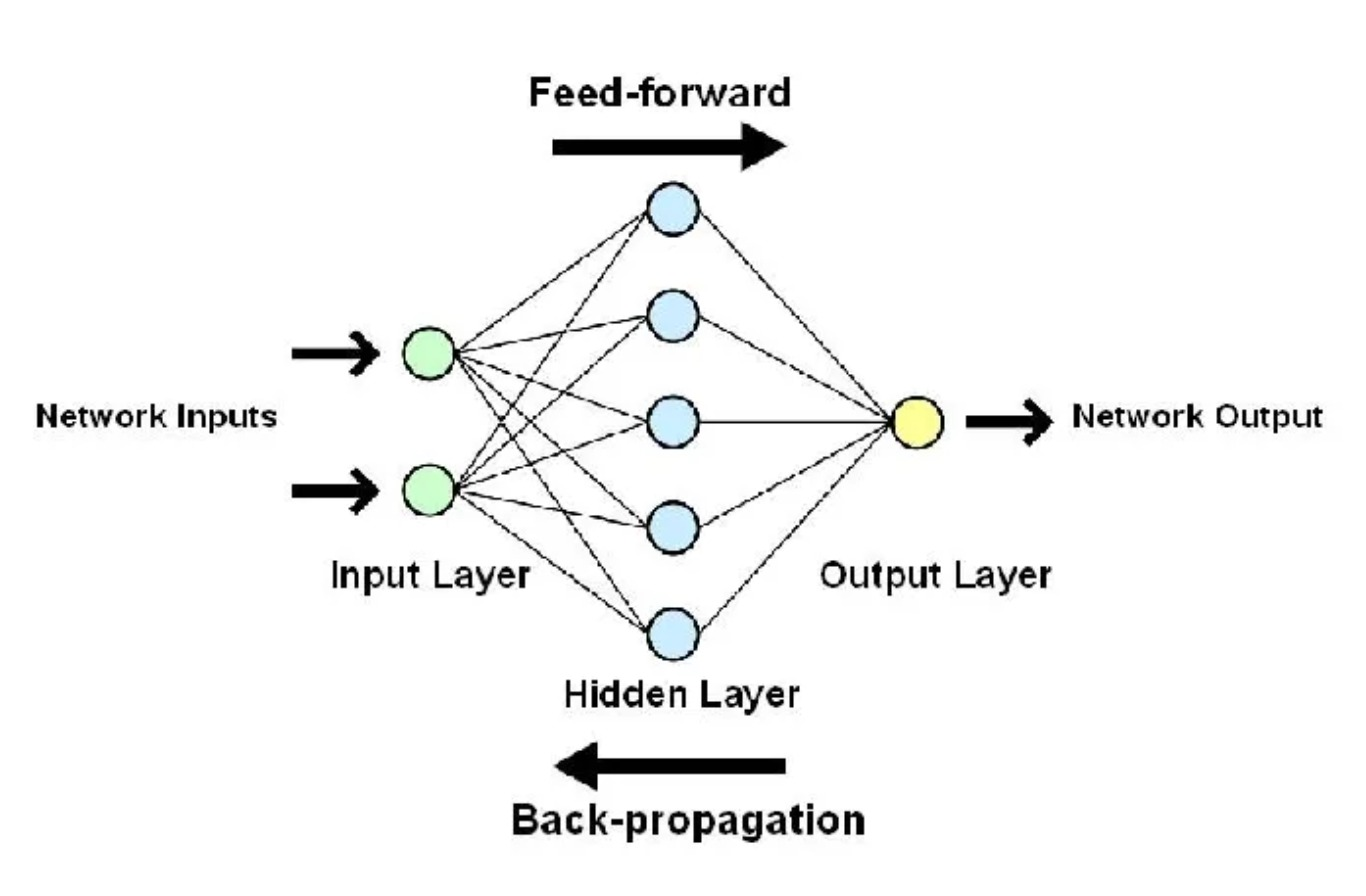 Feed-forward
Network Inputs
Network Output
Input Layer
Output Layer
Hidden Layer
Back-propagation